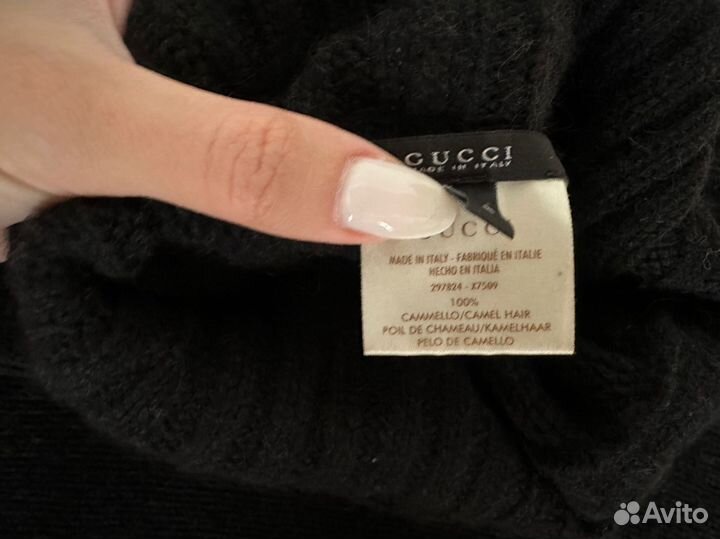 GUCCI
MADE IN ITALY
GUCCI
MADE IN ITALY - FABRIQUÉ EN ITALIE
HECHO EN ITALIA
297824 - X7509
100%
CAMMELLO/CAMEL HAIR
POIL DE CHAMEAU/KAMELHAAR
PELO DE CAMELLO
Avito